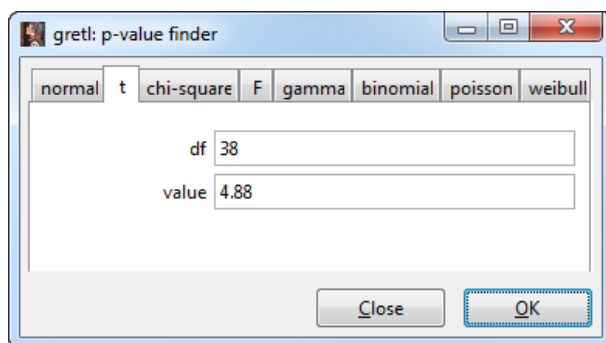 gretl: p-value finder
normal t chi-square F gamma binomial poisson weibull
df 38
value 4.88
Close OK